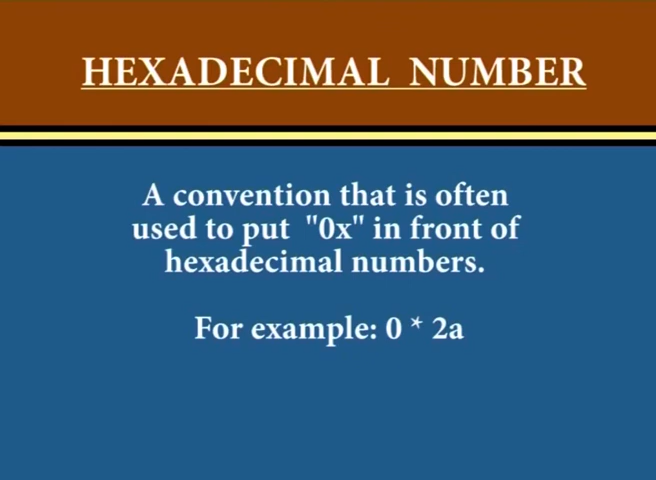 HEXADECIMAL NUMBER
A convention that is often
used to put "0x" in front of
hexadecimal numbers.
For example: 0 * 2a